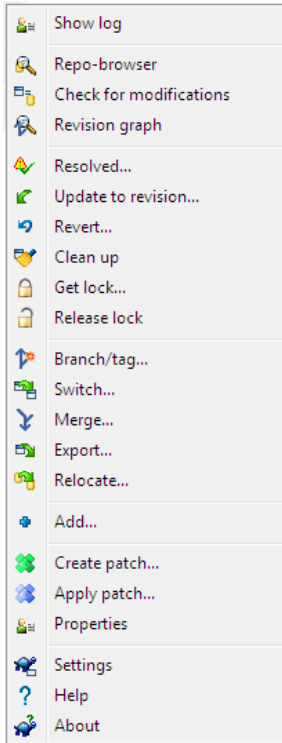 Show log
Repo-browser
Check for modifications
Revision graph
Resolved...
Update to revision...
Revert...
Clean up
Get lock...
Release lock
Branch/tag...
Switch...
Merge...
Export...
Relocate...
Add...
Create patch...
Apply patch...
Properties
Settings
Help
About